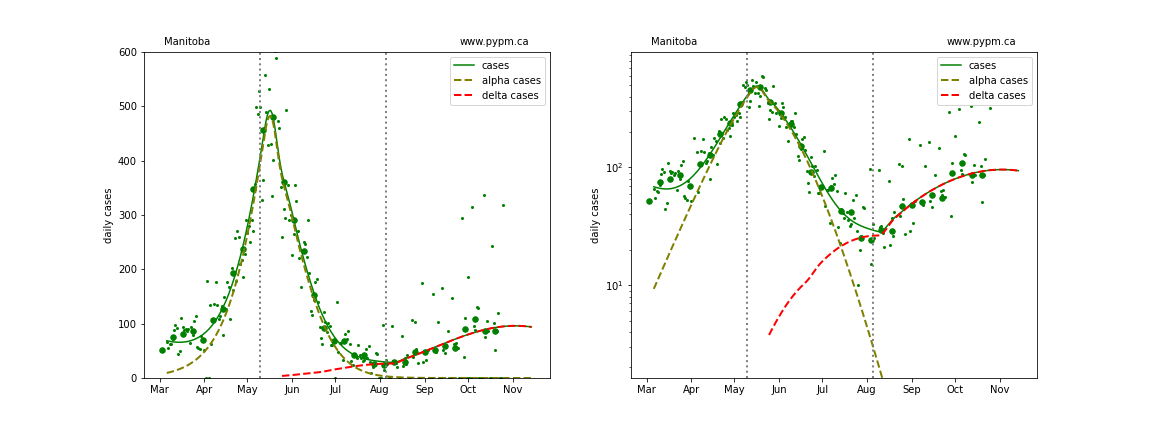 Manitoba www.pypm.ca
600
500
400
300
200
100
0
daily cases
cases
alpha cases
delta cases
Mar Apr May Jun Jul Aug Sep Oct Nov
Manitoba www.pypm.ca
10²
10¹
daily cases
cases
alpha cases
delta cases
Mar Apr May Jun Jul Aug Sep Oct Nov